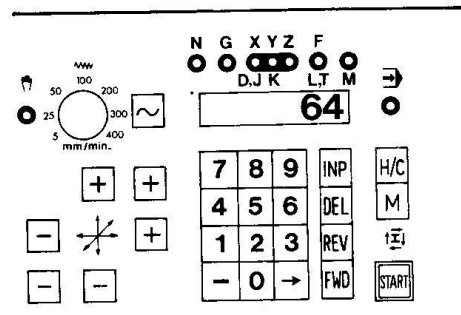 N G X Y Z F
D,J K L,T M
50 100 200
25 300
5 400
mm/min.
64
7 8 9 INP H/C
4 5 6 DEL M
1 2 3 REV
- 0 → FWD START
+ +
- +
- -